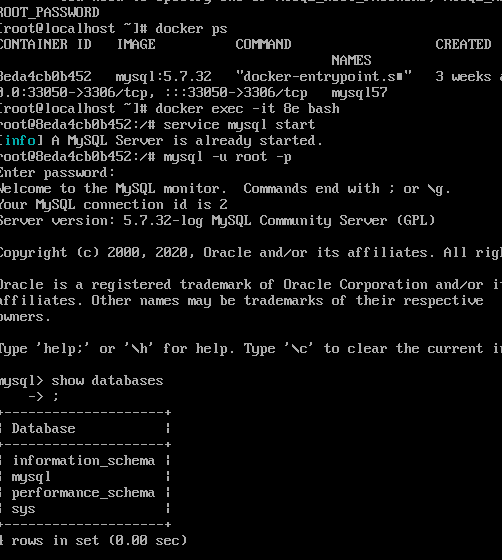 ROOT_PASSWORD
[root@localhost ~]# docker ps
CONTAINER ID   IMAGE          COMMAND                  CREATED
NAMES
8eda4cb0b452   mysql:5.7.32   "docker-entrypoint.s▪"   3 weeks a
0.0:33050->3306/tcp, :::33050->3306/tcp   mysql57
[root@localhost ~]# docker exec -it 8e bash
root@8eda4cb0b452:/# service mysql start
[info] A MySQL Server is already started.
root@8eda4cb0b452:/# mysql -u root -p
Enter password:
Welcome to the MySQL monitor.  Commands end with ; or \g.
Your MySQL connection id is 2
Server version: 5.7.32-log MySQL Community Server (GPL)
Copyright (c) 2000, 2020, Oracle and/or its affiliates. All righ
Oracle is a registered trademark of Oracle Corporation and/or it
affiliates. Other names may be trademarks of their respective
owners.
Type 'help;' or '\h' for help. Type '\c' to clear the current in
mysql> show databases
    -> ;
+--------------------+
| Database           |
+--------------------+
| information_schema |
| mysql              |
| performance_schema |
| sys                |
+--------------------+
4 rows in set (0.00 sec)